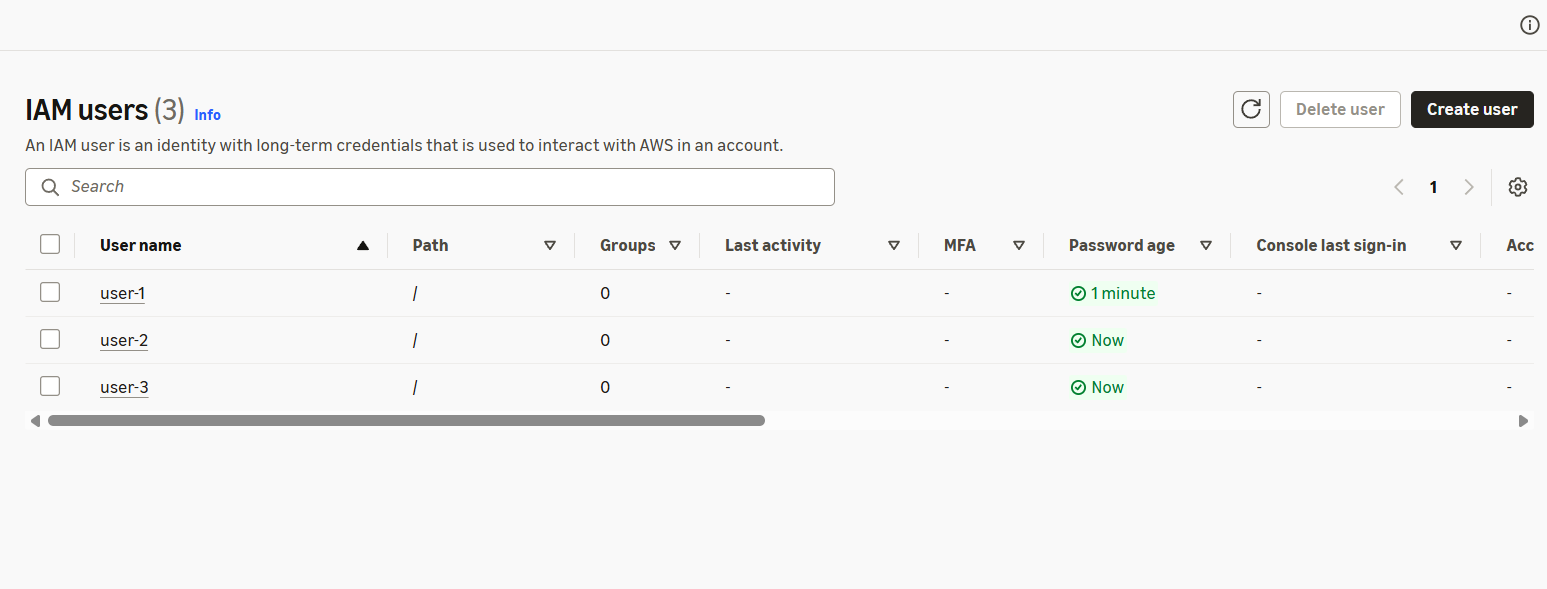 IAM users (3) Info
Delete user
Create user
An IAM user is an identity with long-term credentials that is used to interact with AWS in an account.
Search
1
User name Path Groups Last activity MFA Password age Console last sign-in Acc
user-1 / 0 - - 1 minute - -
user-2 / 0 - - Now - -
user-3 / 0 - - Now - -